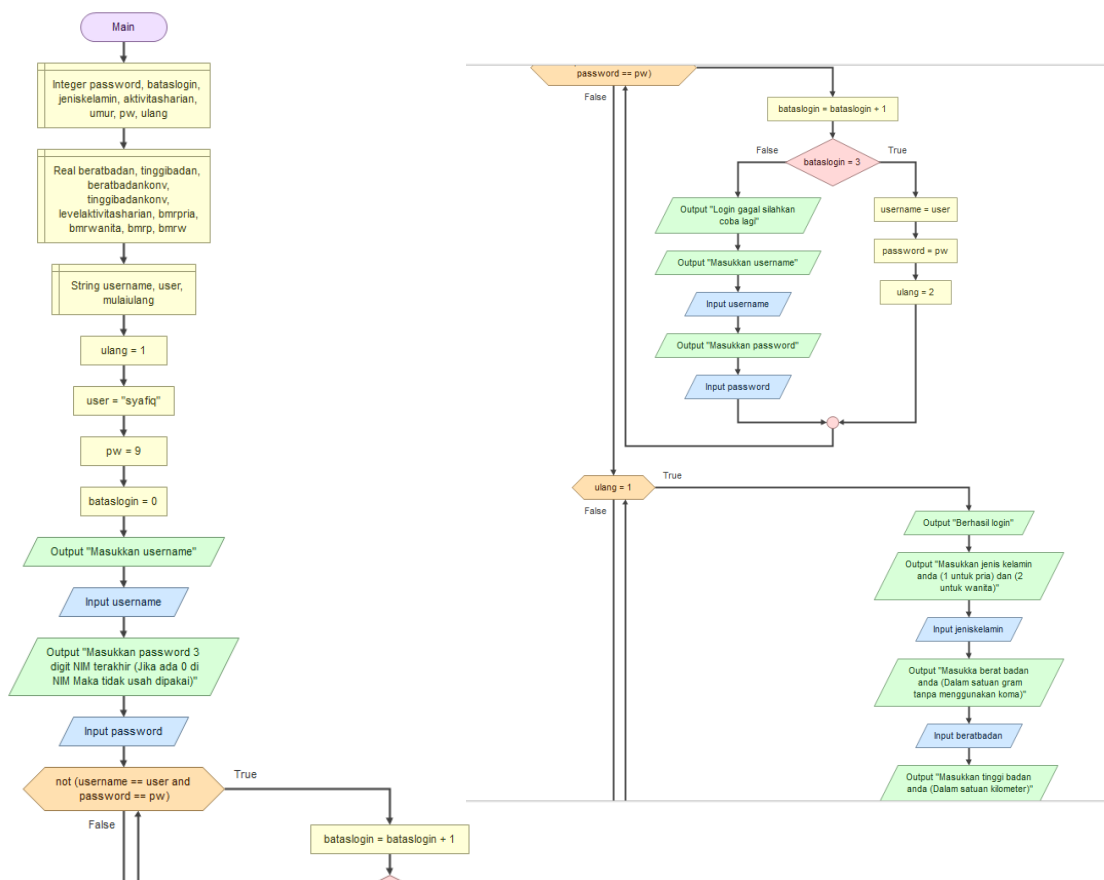 Main
Integer password, bataslogin,
jeniskelamin, aktivitasharian,
umur, pw, ulang
Real beratbadan, tinggibadan,
beratbadankonv,
tinggibadankonv,
levelaktivitasharian, bmrpria,
bmrwanita, bmrp, bmrw
String username, user,
mulaiulang
ulang = 1
user = "syafiq"
pw = 9
bataslogin = 0
Output "Masukkan username"
Input username
Output "Masukkan password 3
digit NIM terakhir (Jika ada 0 di
NIM Maka tidak usah dipakai)"
Input password
not (username == user and
password == pw)
True
False
bataslogin = bataslogin + 1
password == pw)
False
bataslogin = bataslogin + 1
False
True
bataslogin = 3
Output "Login gagal silahkan
coba lagi"
Output "Masukkan username"
Input username
Output "Masukkan password"
Input password
username = user
password = pw
ulang = 2
ulang = 1
True
False
Output "Berhasil login"
Output "Masukkan jenis kelamin
anda (1 untuk pria) dan (2
untuk wanita)"
Input jeniskelamin
Output "Masukka berat badan
anda (Dalam satuan gram
tanpa menggunakan koma)"
Input beratbadan
Output "Masukkan tinggi badan
anda (Dalam satuan kilometer)"